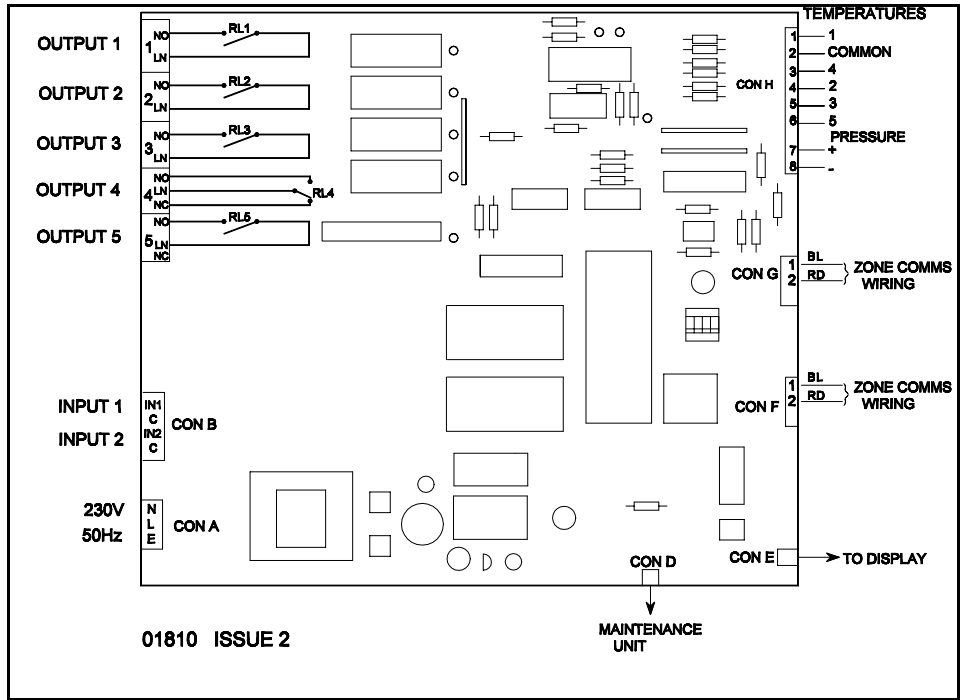 TEMPERATURES
OUTPUT 1
1
NO
LN
RL1
OUTPUT 2
2
NO
LN
RL2
OUTPUT 3
3
NO
LN
RL3
OUTPUT 4
4
NO
LN
NC
RL4
OUTPUT 5
5
NO
LN
NC
RL5
CON H
1 1
2 COMMON
3 4
4 2
5 3
6 5
PRESSURE
7 +
8 -
CON G
1 BL
2 RD
ZONE COMMS
WIRING
CON F
1 BL
2 RD
ZONE COMMS
WIRING
INPUT 1
INPUT 2
IN1
C
IN2
C
CON B
230V
50Hz
N
L
E
CON A
CON D
CON E
TO DISPLAY
MAINTENANCE
UNIT
01810 ISSUE 2